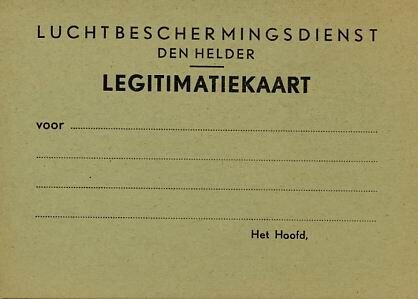 LUCHTBESCHERMINGSDIENST
DEN HELDER
LEGITIMATIEKAART
voor
Het Hoofd,